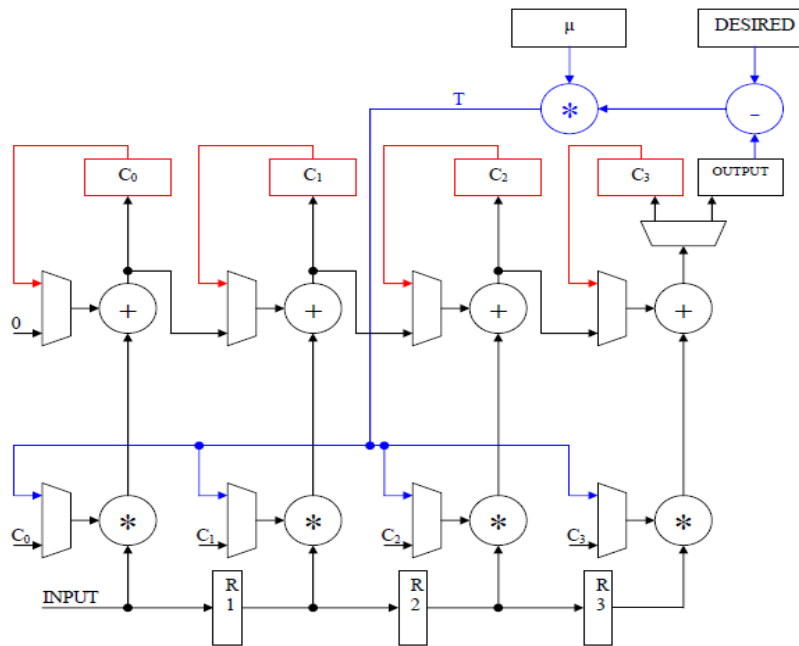 μ
DESIRED
T
*
-
C0
C1
C2
C3
OUTPUT
+
+
+
+
0
*
*
*
*
C0
C1
C2
C3
INPUT
R
1
R
2
R
3